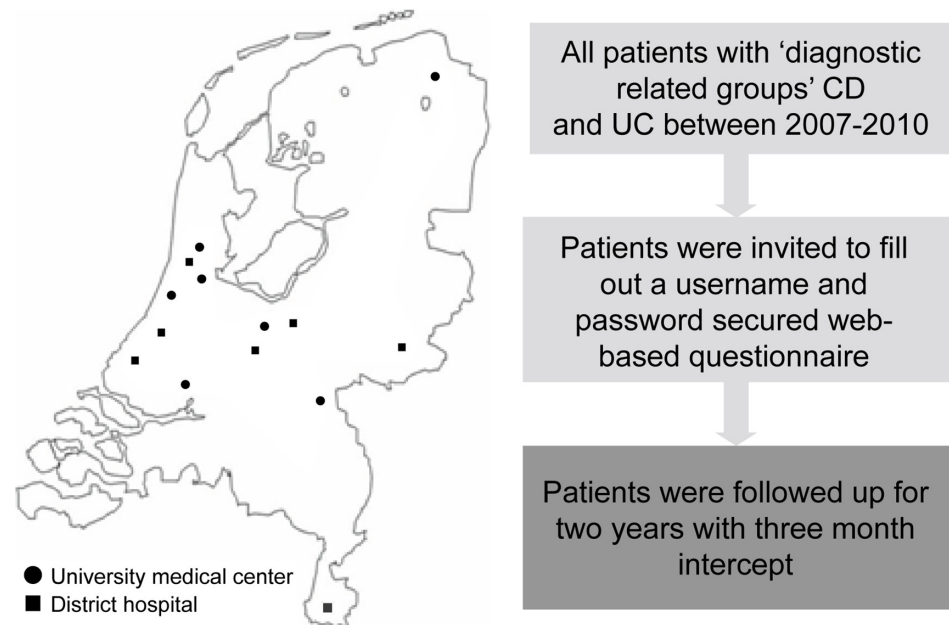 All patients with ‘diagnostic
related groups’ CD
and UC between 2007-2010
Patients were invited to fill
out a username and
password secured web-
based questionnaire
Patients were followed up for
two years with three month
intercept
University medical center
District hospital